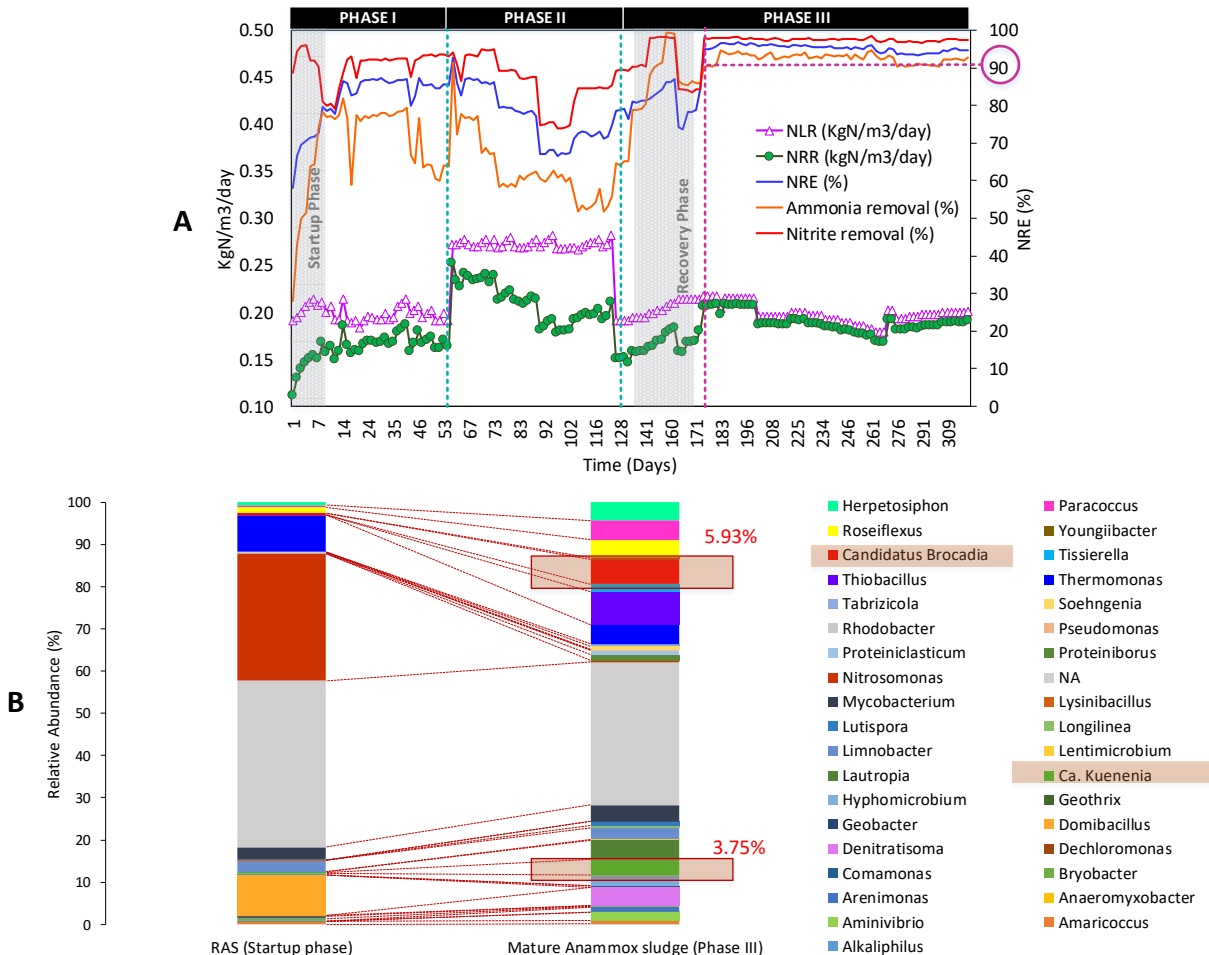 PHASE I PHASE II PHASE III
A
KgN/m3/day
0.50
0.45
0.40
0.35
0.30
0.25
0.20
0.15
0.10
Startup Phase
Recovery Phase
NLR (KgN/m3/day)
NRR (kgN/m3/day)
NRE (%)
Ammonia removal (%)
Nitrite removal (%)
100
90
80
70
60
50
40
30
20
10
0
NRE (%)
1 7 14 24 35 46 53 62 73 83 92 102 116 128 141 160 171 183 196 208 221 234 246 261 276 291 309
Time (Days)
B
Relative Abundance (%)
100
90
80
70
60
50
40
30
20
10
0
5.93%
3.75%
RAS (Startup phase) Mature Anammox sludge (Phase III)
Herpetosiphon Paracoccus
Roseiflexus Youngiibacter
Candidatus Brocadia Tissierella
Thiobacillus Thermomonas
Tabrizicola Soehngenia
Rhodobacter Pseudomonas
Proteiniclasticum Proteiniborus
Nitrosomonas NA
Mycobacterium Lysinibacillus
Lutispora Longilinea
Limnobacter Lentimicrobium
Lautropia Ca. Kuenenia
Hyphomicrobium Geothrix
Geobacter Domibacillus
Denitratisoma Dechloromonas
Comamonas Bryobacter
Arenimonas Anaeromyxobacter
Aminivibrio Amaricoccus
Alkaliphilus